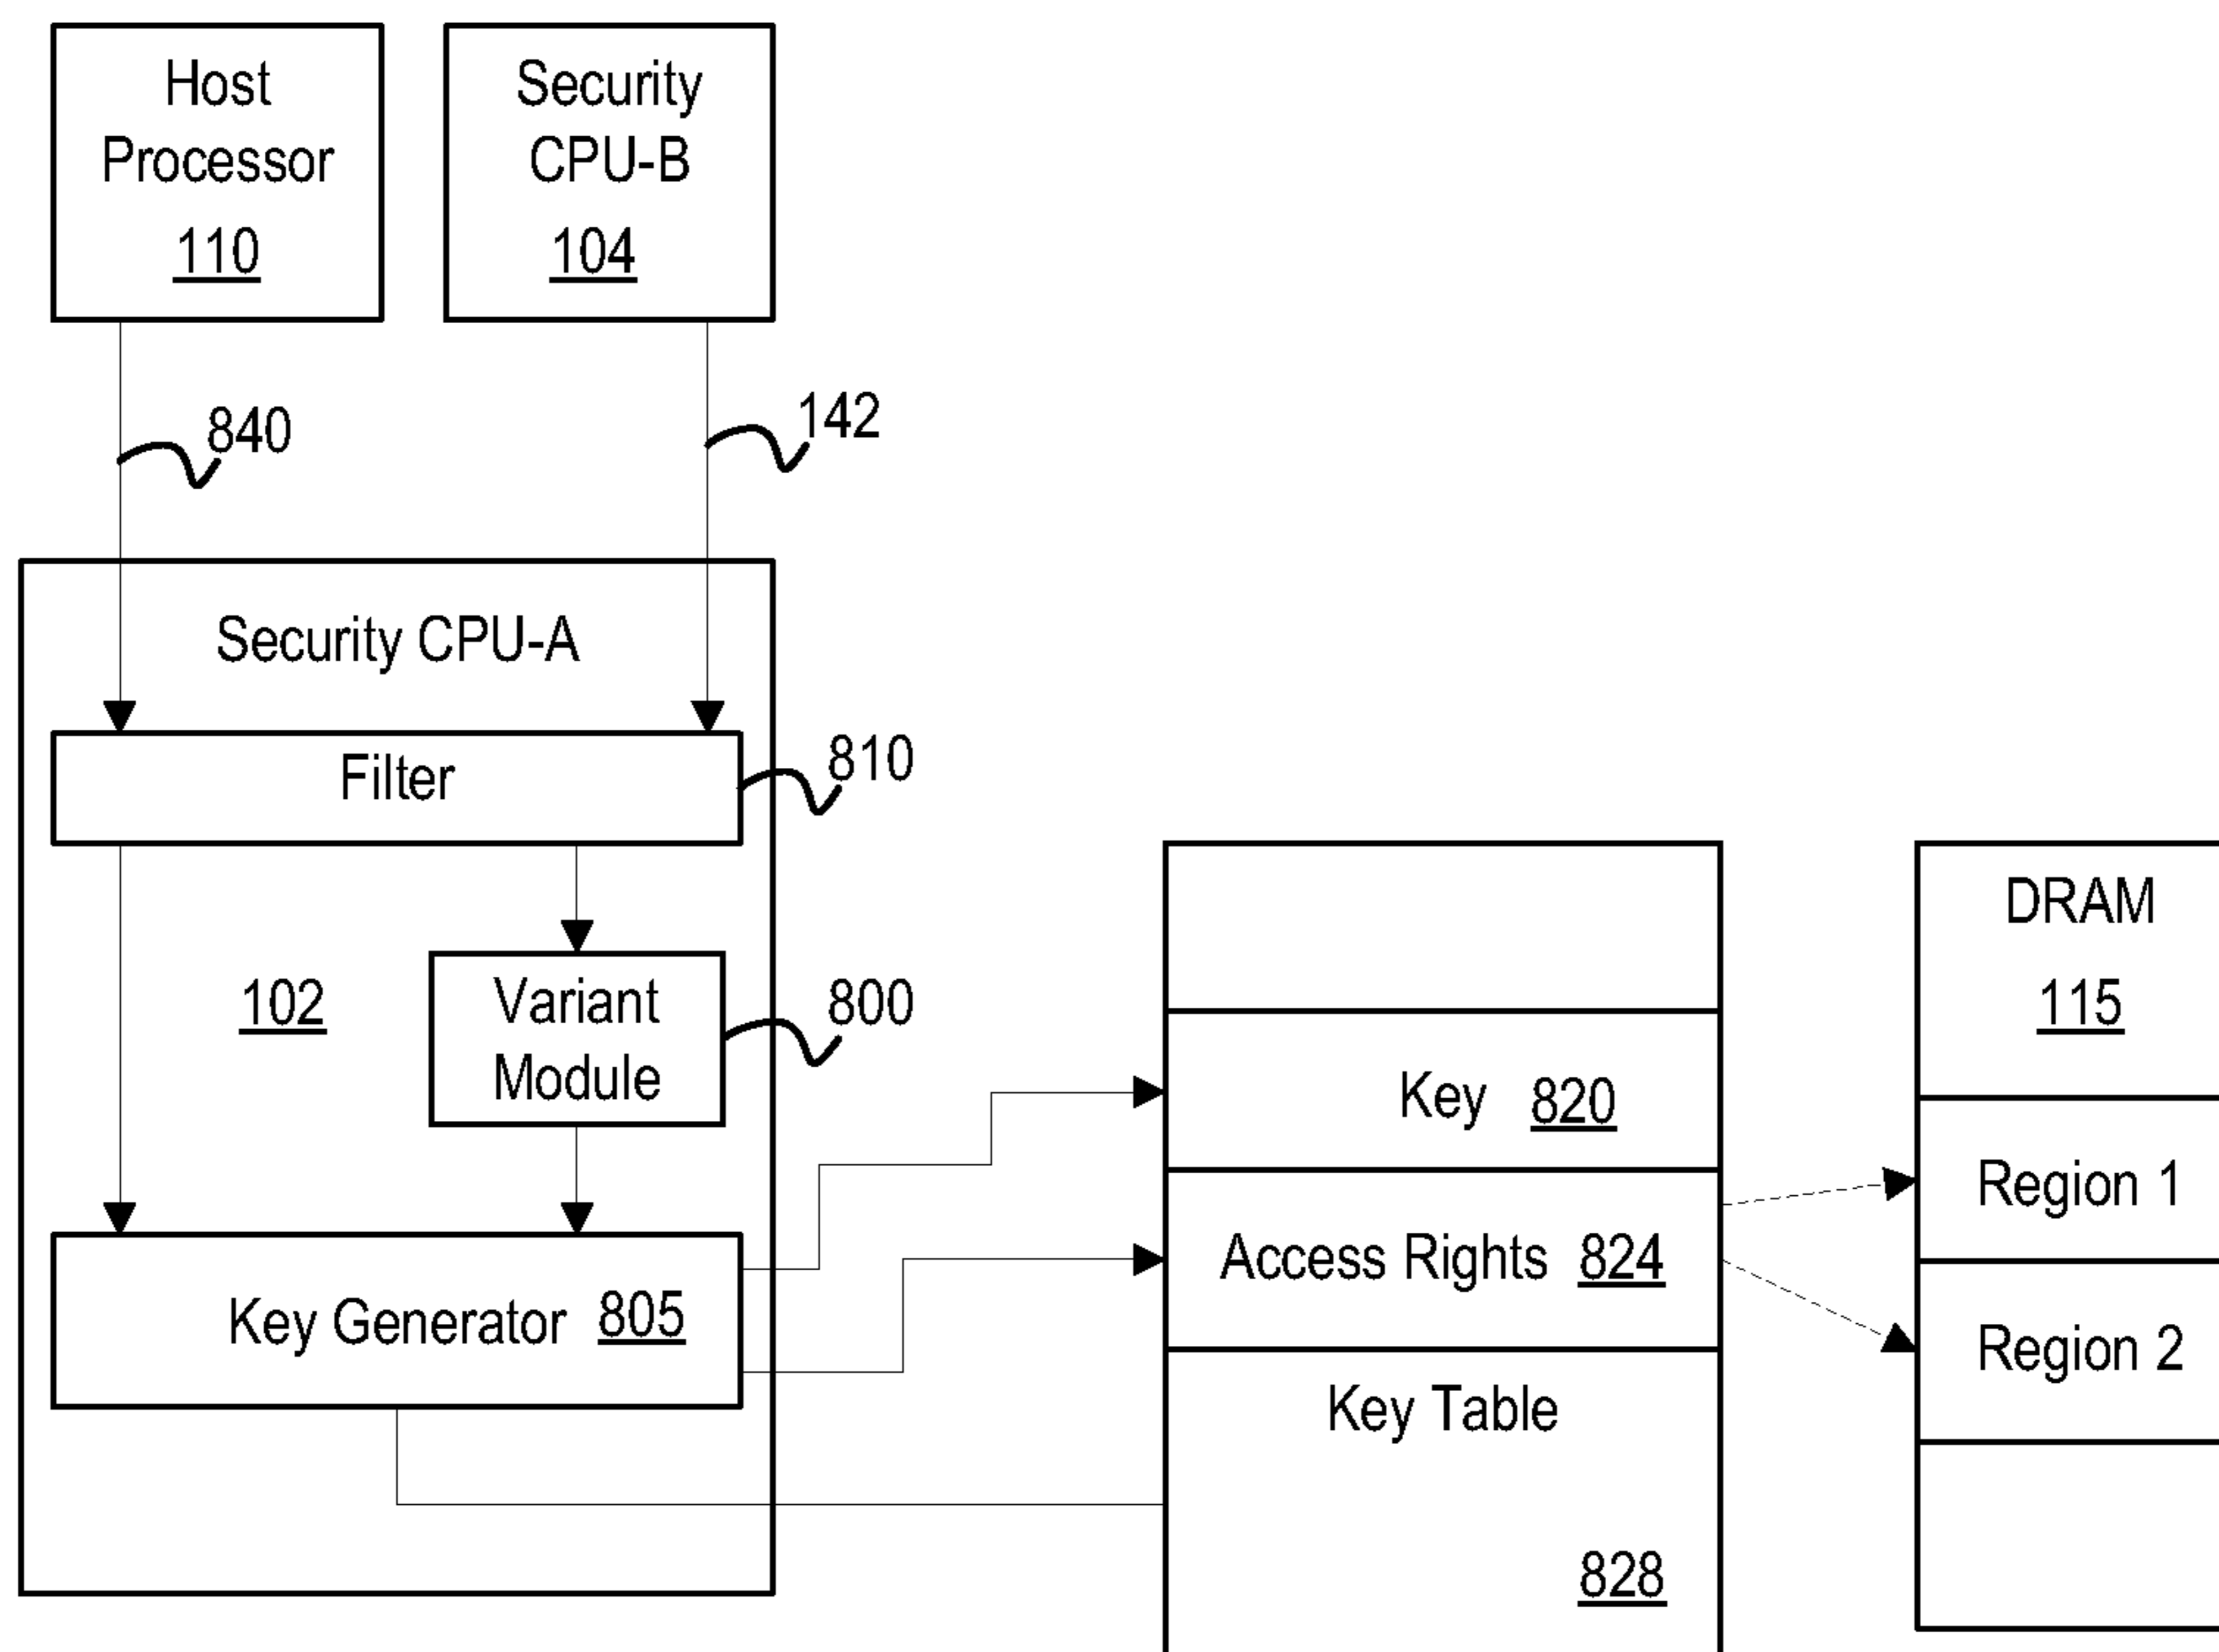 Host
Processor
110
Security
CPU-B
104
840
142
Security CPU-A
Filter
810
102
Variant
Module
800
Key Generator 805
Key 820
Access Rights 824
Key Table
828
DRAM
115
Region 1
Region 2